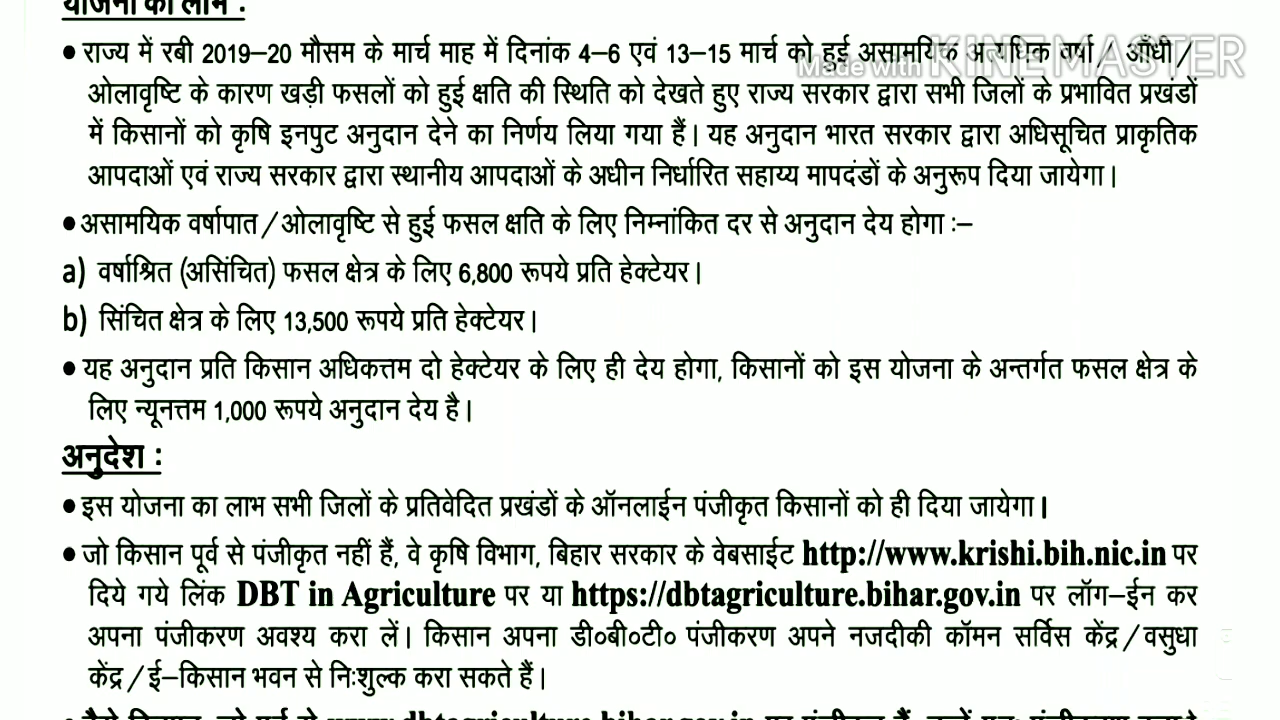 योजना का लाभ :
• राज्य में रबी 2019–20 मौसम के मार्च माह में दिनांक 4–6 एवं 13–15 मार्च को हुई असामयिक अत्यधिक वर्षा / आँधी /
Made with KINEMASTER
ओलावृष्टि के कारण खड़ी फसलों को हुई क्षति की स्थिति को देखते हुए राज्य सरकार द्वारा सभी जिलों के प्रभावित प्रखंडों
में किसानों को कृषि इनपुट अनुदान देने का निर्णय लिया गया हैं। यह अनुदान भारत सरकार द्वारा अधिसूचित प्राकृतिक
आपदाओं एवं राज्य सरकार द्वारा स्थानीय आपदाओं के अधीन निर्धारित सहाय्य मापदंडों के अनुरूप दिया जायेगा।
• असामयिक वर्षापात / ओलावृष्टि से हुई फसल क्षति के लिए निम्नांकित दर से अनुदान देय होगा :–
a) वर्षाश्रित (असिंचित) फसल क्षेत्र के लिए 6,800 रूपये प्रति हेक्टेयर।
b) सिंचित क्षेत्र के लिए 13,500 रूपये प्रति हेक्टेयर।
• यह अनुदान प्रति किसान अधिकत्तम दो हेक्टेयर के लिए ही देय होगा, किसानों को इस योजना के अन्तर्गत फसल क्षेत्र के
लिए न्यूनत्तम 1,000 रूपये अनुदान देय है।
अनुदेश :
• इस योजना का लाभ सभी जिलों के प्रतिवेदित प्रखंडों के ऑनलाईन पंजीकृत किसानों को ही दिया जायेगा।
• जो किसान पूर्व से पंजीकृत नहीं हैं, वे कृषि विभाग, बिहार सरकार के वेबसाईट http://www.krishi.bih.nic.in पर
दिये गये लिंक DBT in Agriculture पर या https://dbtagriculture.bihar.gov.in पर लॉग–ईन कर
अपना पंजीकरण अवश्य करा लें। किसान अपना डी०बी०टी० पंजीकरण अपने नजदीकी कॉमन सर्विस केंद्र / वसुधा
केंद्र / ई–किसान भवन से निःशुल्क करा सकते हैं।